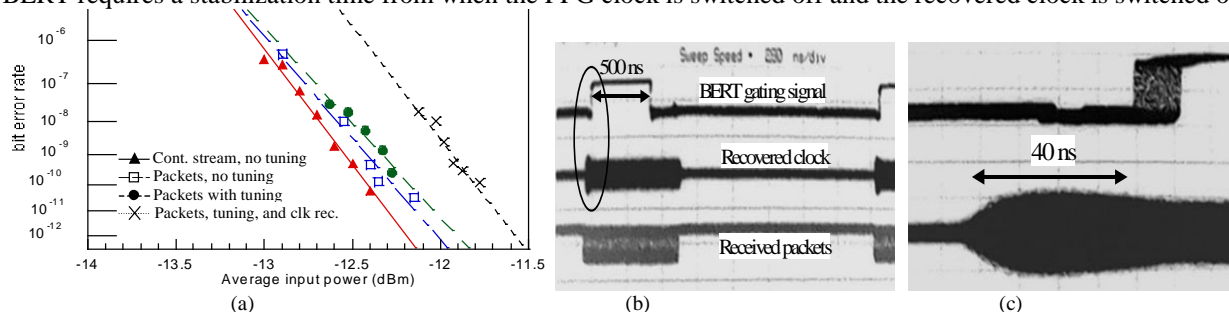 BERT requires a stabilization time from when the PPG clock is switched off and the recovered clock is switched
bit error rate
10-6
10-7
10-8
10-9
10-10
10-11
10-12
Cont. stream, no tuning
Packets, no tuning
Packets with tuning
Packets, tuning, and clk rec.
-14 -13.5 -13 -12.5 -12 -11.5
Average input power (dBm)
(a)
500 ns
BERT gating signal
Recovered clock
Received packets
(b)
40 ns
(c)